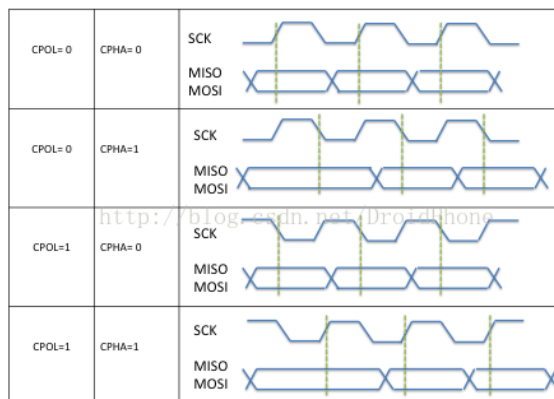 CPOL= 0
CPHA= 0
SCK
MISO
MOSI
CPOL= 0
CPHA=1
SCK
MISO
MOSI
http://blog.csdn.net/DroidPhone
CPOL=1
CPHA= 0
SCK
MISO
MOSI
CPOL=1
CPHA=1
SCK
MISO
MOSI